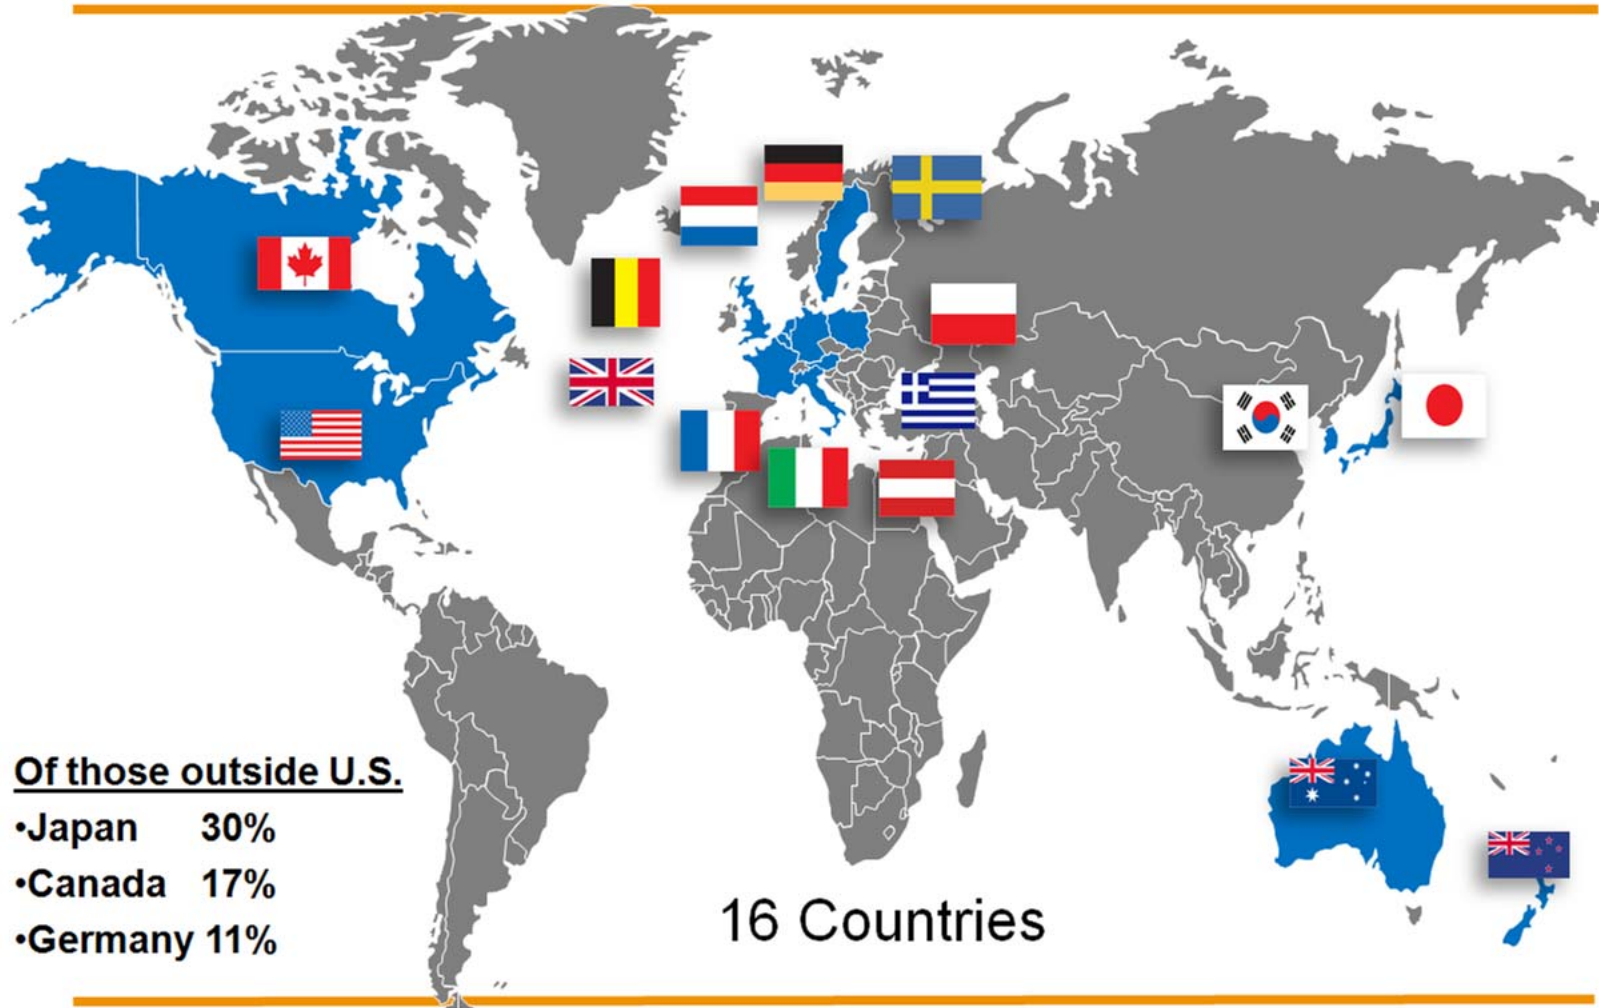 Of those outside U.S.
•Japan 30%
•Canada 17%
•Germany 11%
16 Countries